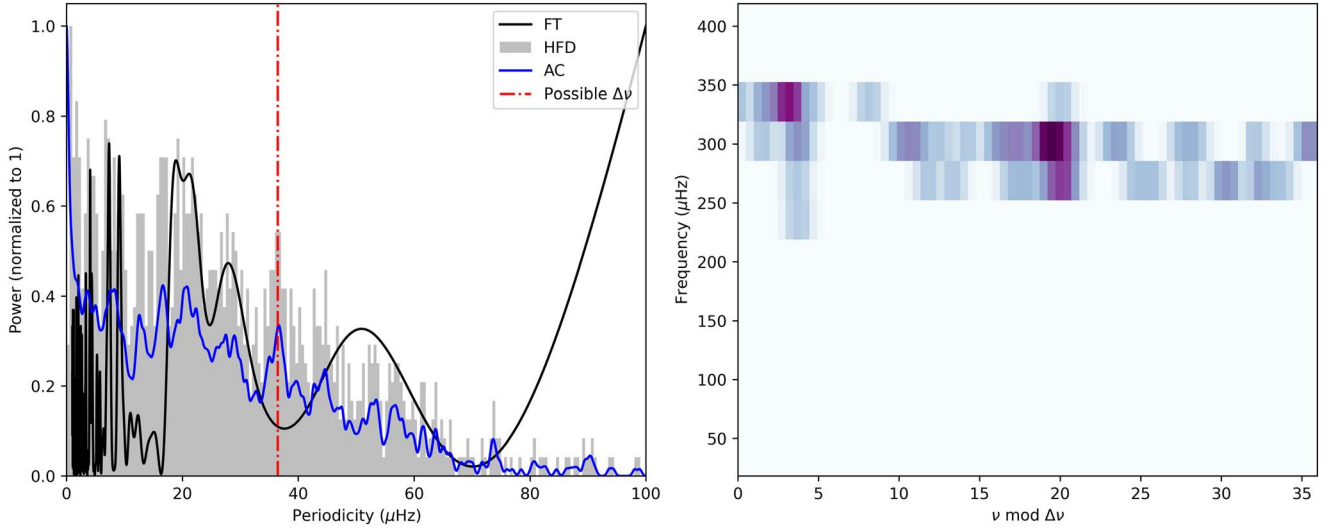 FT
HFD
AC
Possible Δν
Power (normalized to 1)
1.0
0.8
0.6
0.4
0.2
0.0
0 20 40 60 80 100
Periodicity (μHz)
Frequency (μHz)
400
350
300
250
200
150
100
50
0 5 10 15 20 25 30 35
ν mod Δν